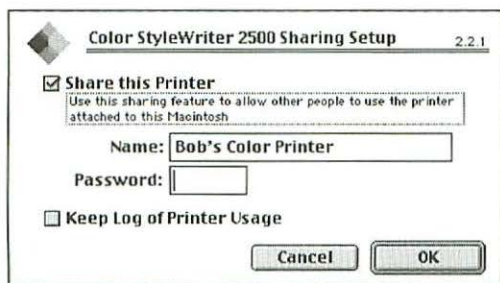 Color StyleWriter 2500 Sharing Setup 2.2.1
Share this Printer
Use this sharing feature to allow other people to use the printer
attached to this Macintosh
Name: Bob's Color Printer
Password:
Keep Log of Printer Usage
Cancel OK